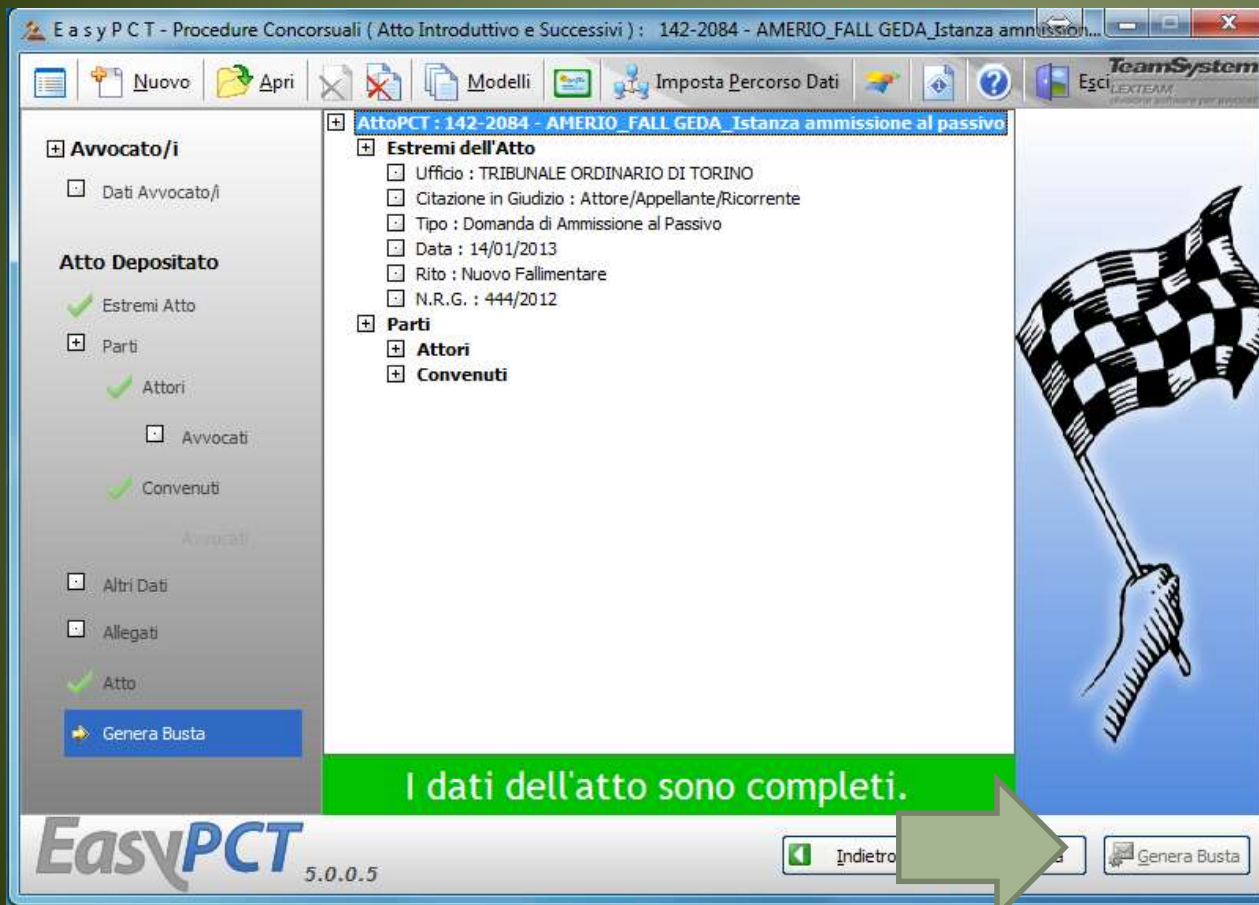 E a s y P C T - Procedure Concorsuali ( Atto Introduttivo e Successivi ) : 142-2084 - AMERIO_FALL GEDA_Istanza ammission...
Nuovo Apri Modelli Imposta Percorso Dati Esci
TeamSystem
LEXTEAM
Avvocato/i
Dati Avvocato/i
Atto Depositato
Estremi Atto
Parti
Attori
Avvocati
Convenuti
Avvocati
Altri Dati
Allegati
Atto
Genera Busta
AttoPCT : 142-2084 - AMERIO_FALL GEDA_Istanza ammissione al passivo
Estremi dell'Atto
Ufficio : TRIBUNALE ORDINARIO DI TORINO
Citazione in Giudizio : Attore/Appellante/Ricorrente
Tipo : Domanda di Ammissione al Passivo
Data : 14/01/2013
Rito : Nuovo Fallimentare
N.R.G. : 444/2012
Parti
Attori
Convenuti
I dati dell'atto sono completi.
EasyPCT 5.0.0.5
Indietro
Genera Busta